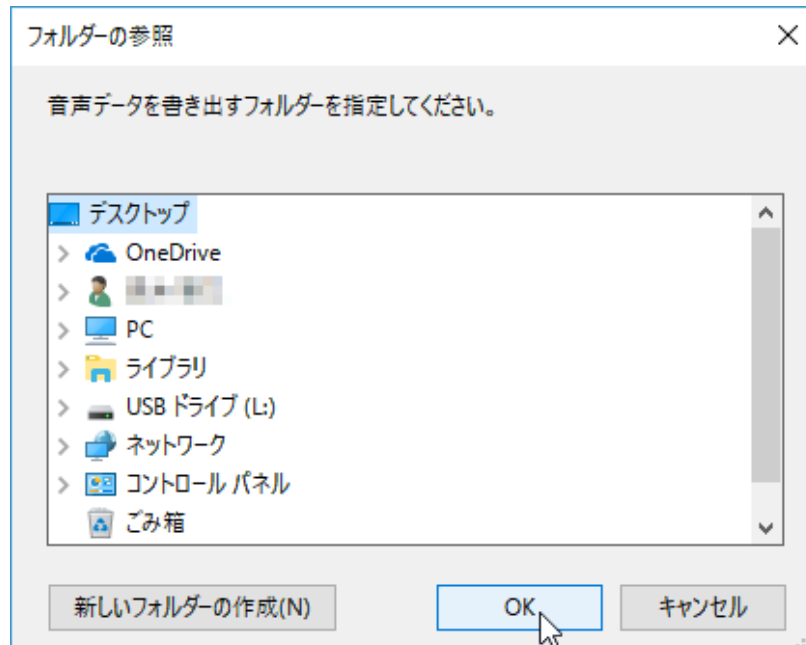 フォルダーの参照
音声データを書き出すフォルダーを指定してください。
デスクトップ
OneDrive
PC
ライブラリ
USB ドライブ (L:)
ネットワーク
コントロール パネル
ごみ箱
新しいフォルダーの作成(N) OK キャンセル